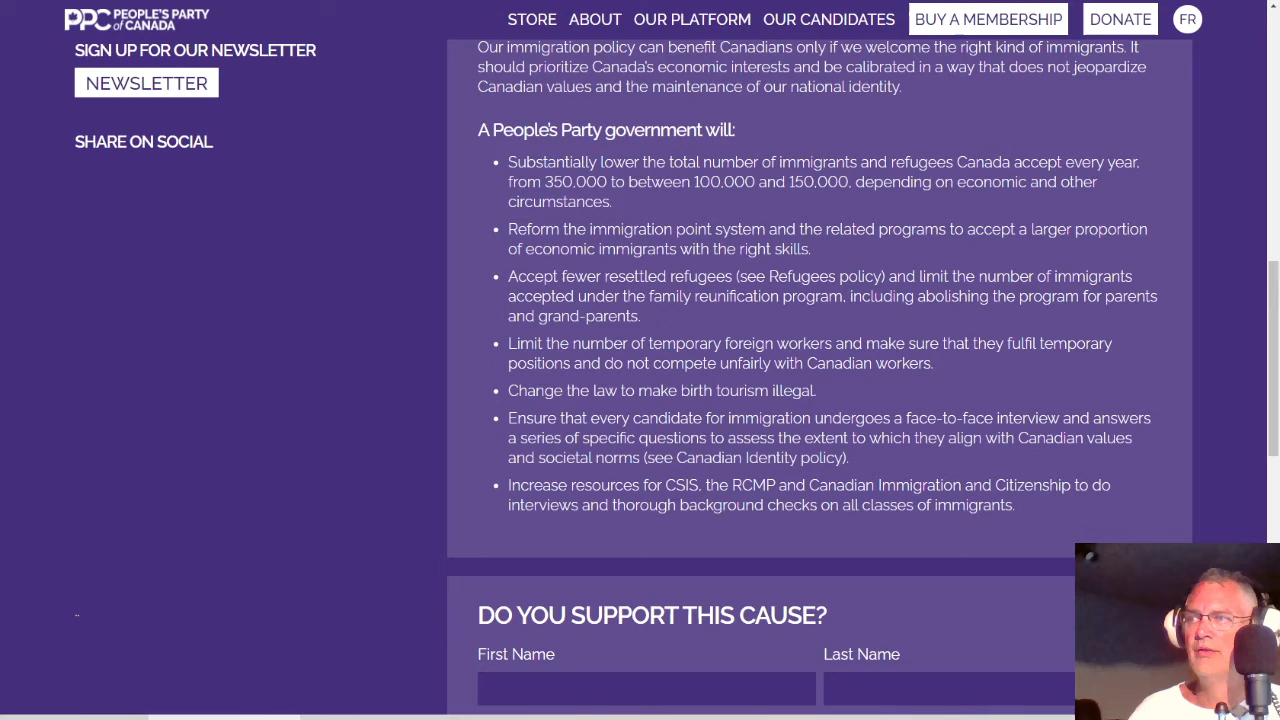 PPC PEOPLE'S PARTY of CANADA
STORE ABOUT OUR PLATFORM OUR CANDIDATES BUY A MEMBERSHIP DONATE FR
SIGN UP FOR OUR NEWSLETTER
NEWSLETTER
SHARE ON SOCIAL
Our immigration policy can benefit Canadians only if we welcome the right kind of immigrants. It
should prioritize Canada's economic interests and be calibrated in a way that does not jeopardize
Canadian values and the maintenance of our national identity.
A People's Party government will:
• Substantially lower the total number of immigrants and refugees Canada accept every year,
from 350,000 to between 100,000 and 150,000, depending on economic and other
circumstances.
• Reform the immigration point system and the related programs to accept a larger proportion
of economic immigrants with the right skills.
• Accept fewer resettled refugees (see Refugees policy) and limit the number of immigrants
accepted under the family reunification program, including abolishing the program for parents
and grand-parents.
• Limit the number of temporary foreign workers and make sure that they fulfil temporary
positions and do not compete unfairly with Canadian workers.
• Change the law to make birth tourism illegal.
• Ensure that every candidate for immigration undergoes a face-to-face interview and answers
a series of specific questions to assess the extent to which they align with Canadian values
and societal norms (see Canadian Identity policy).
• Increase resources for CSIS, the RCMP and Canadian Immigration and Citizenship to do
interviews and thorough background checks on all classes of immigrants.
DO YOU SUPPORT THIS CAUSE?
First Name Last Name